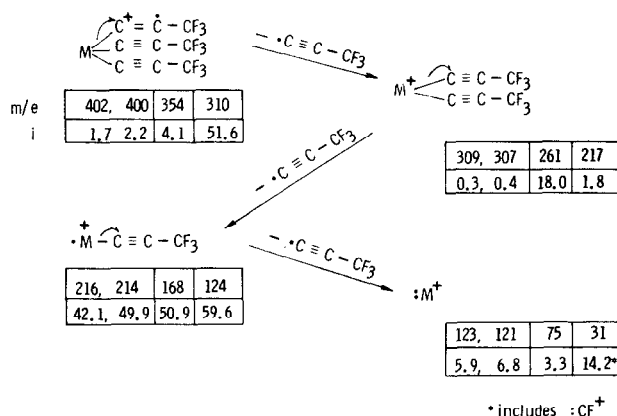 C⁺ = Ċ – CF₃
M C ≡ C – CF₃
C ≡ C – CF₃
– •C ≡ C – CF₃
m/e 402, 400 354 310
i 1.7 2.2 4.1 51.6
M⁺ C ≡ C – CF₃
C ≡ C – CF₃
309, 307 261 217
0.3, 0.4 18.0 1.8
– •C ≡ C – CF₃
•M⁺ – C ≡ C – CF₃
216, 214 168 124
42.1, 49.9 50.9 59.6
– •C ≡ C – CF₃
:M⁺
123, 121 75 31
5.9, 6.8 3.3 14.2*
* includes :CF⁺